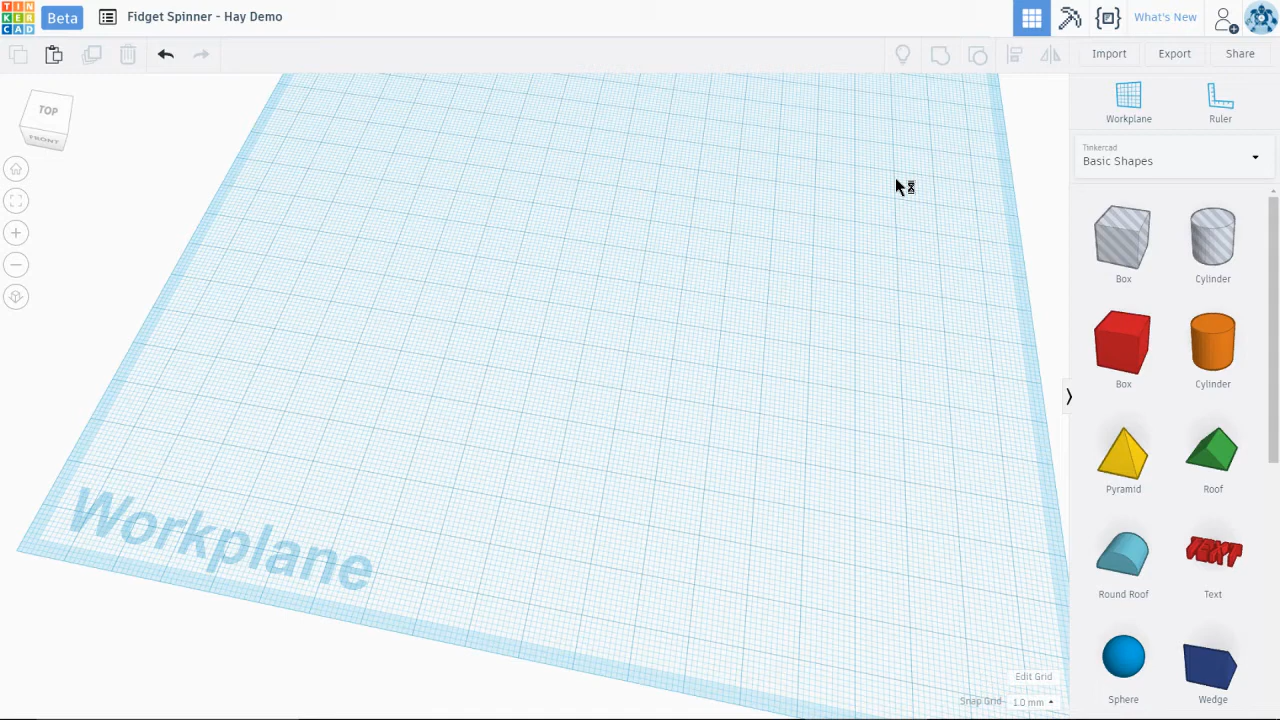 TIN
KER
CAD
Beta
Fidget Spinner - Hay Demo
What's New
Import
Export
Share
TOP
FRONT
Workplane
Ruler
Tinkercad
Basic Shapes
Box
Cylinder
Box
Cylinder
Pyramid
Roof
Workplane
Round Roof
TEXT
Text
Edit Grid
Snap Grid
1.0 mm
Sphere
Wedge